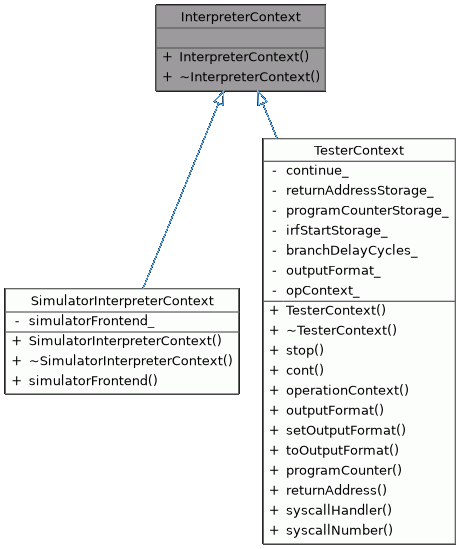 InterpreterContext
+ InterpreterContext()
+ ~InterpreterContext()
TesterContext
- continue_
- returnAddressStorage_
- programCounterStorage_
- irfStartStorage_
- branchDelayCycles_
- outputFormat_
- opContext_
+ TesterContext()
+ ~TesterContext()
+ stop()
+ cont()
+ operationContext()
+ outputFormat()
+ setOutputFormat()
+ toOutputFormat()
+ programCounter()
+ returnAddress()
+ syscallHandler()
+ syscallNumber()
SimulatorInterpreterContext
- simulatorFrontend_
+ SimulatorInterpreterContext()
+ ~SimulatorInterpreterContext()
+ simulatorFrontend()